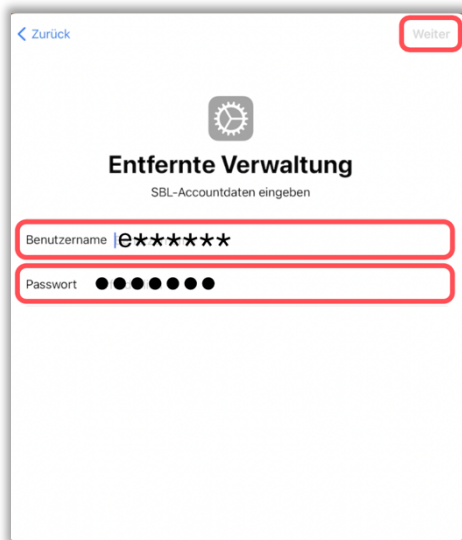 Zurück
Weiter
Entfernte Verwaltung
SBL-Accountdaten eingeben
Benutzername e******
Passwort ●●●●●●●